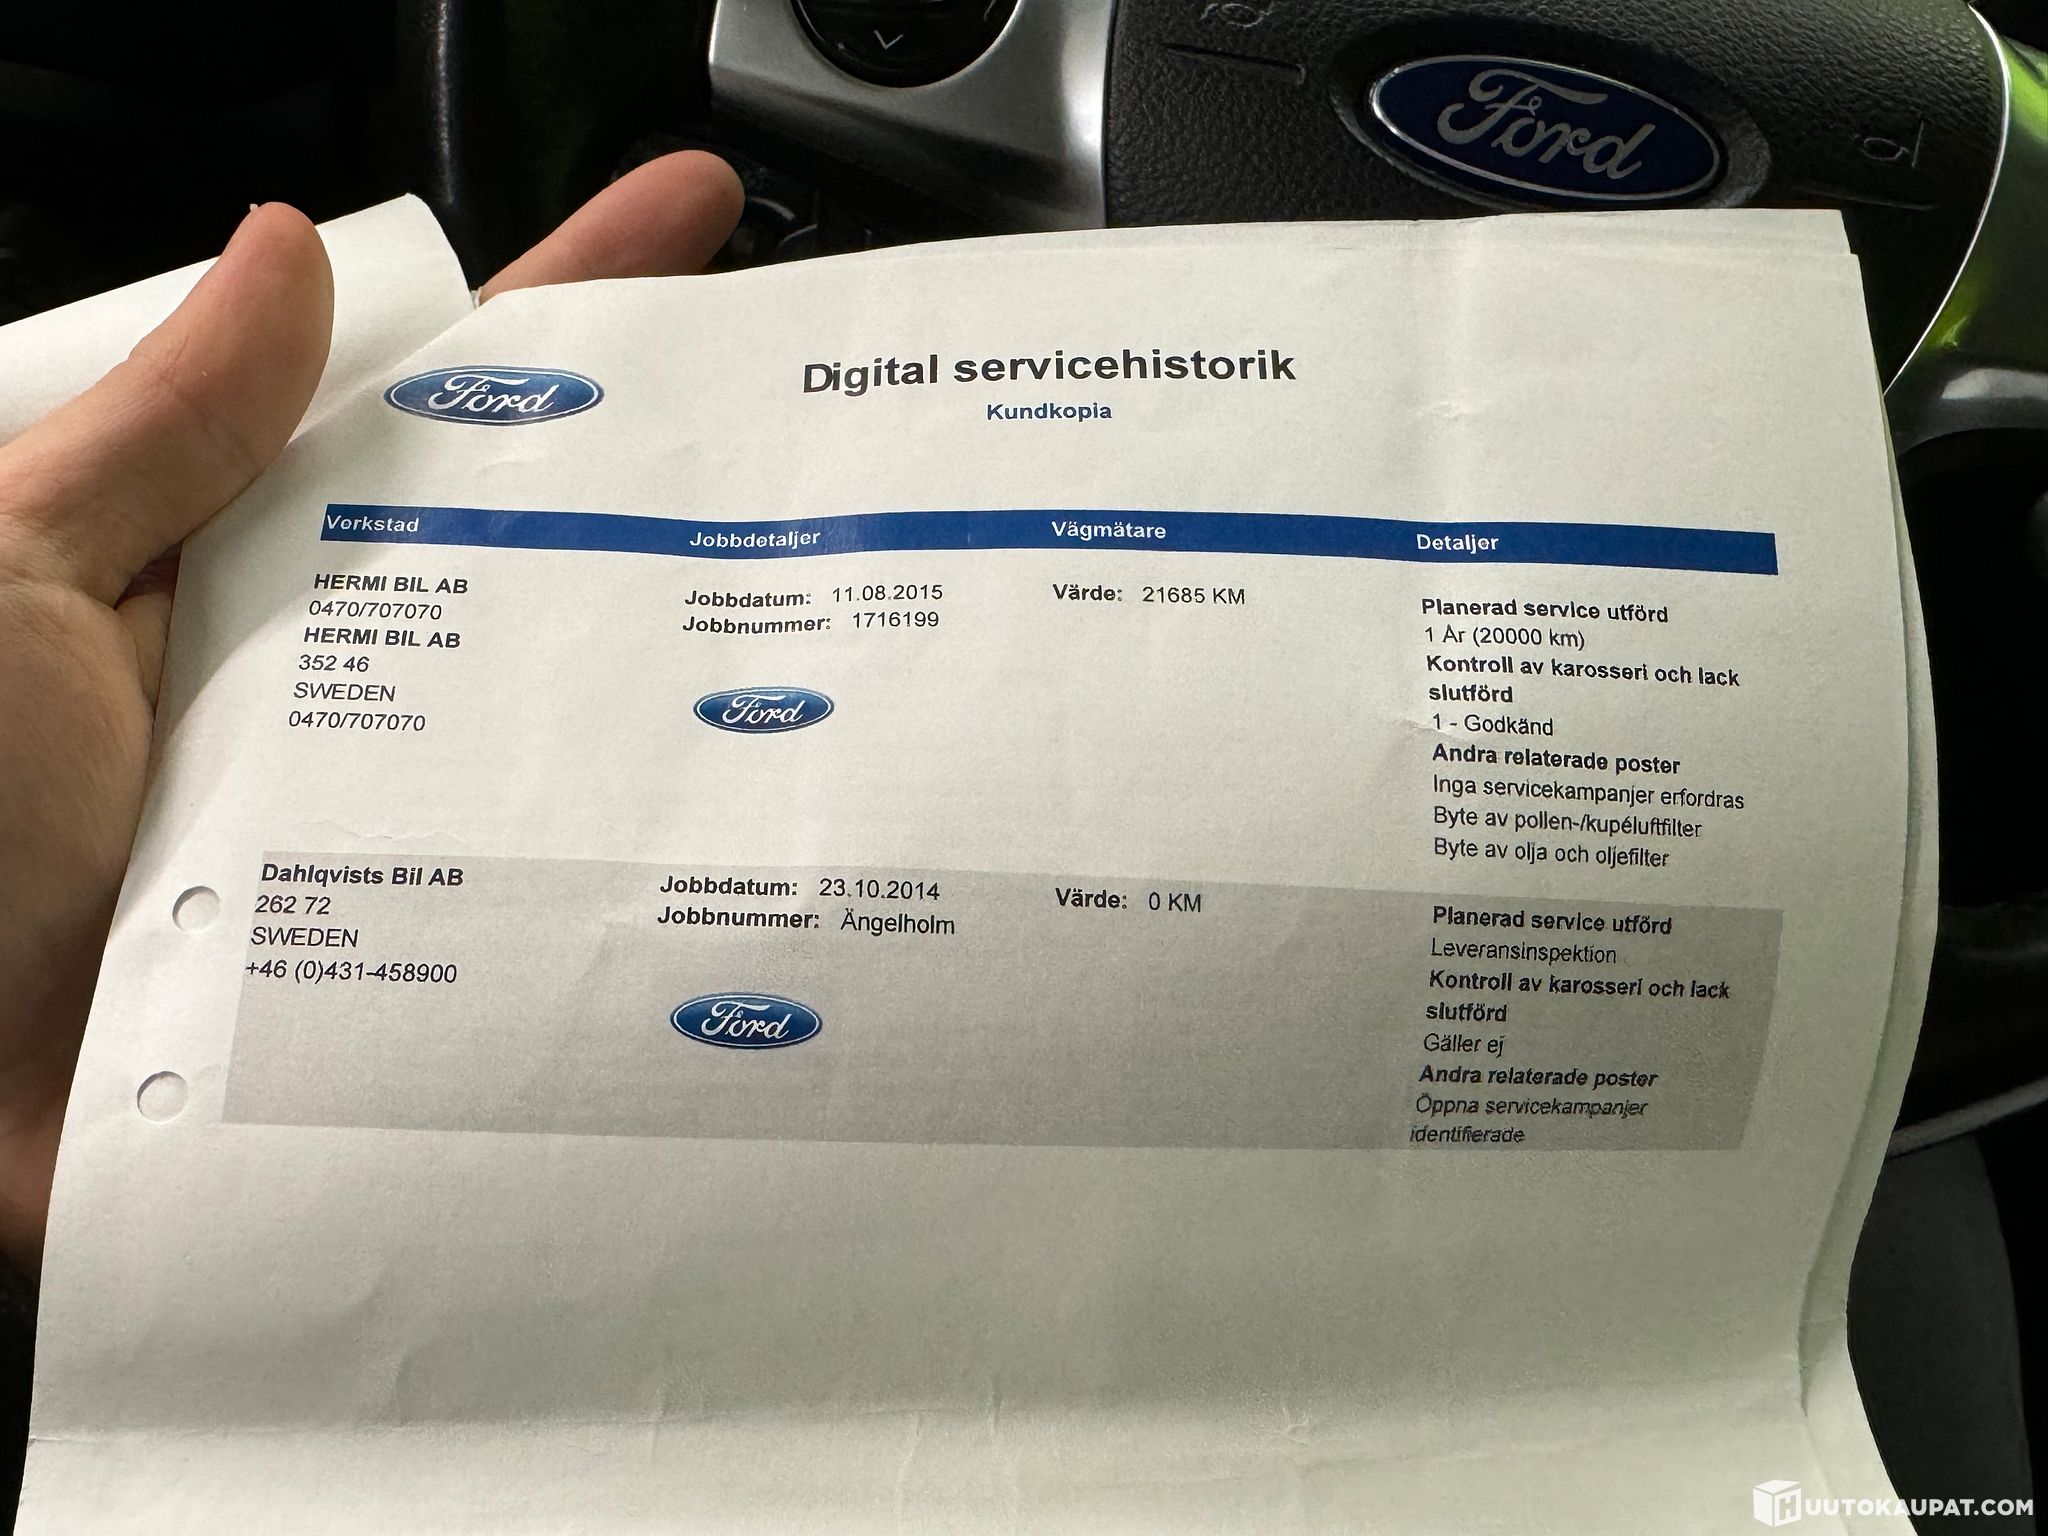 Ford
Ford
Digital servicehistorik
Kundkopia
Verkstad Jobbdetaljer Vägmätare Detaljer
HERMI BIL AB
0470/707070
HERMI BIL AB
352 46
SWEDEN
0470/707070
Jobbdatum: 11.08.2015
Jobbnummer: 1716199
Ford
Värde: 21685 KM
Planerad service utförd
1 År (20000 km)
Kontroll av karosseri och lack
slutförd
1 - Godkänd
Andra relaterade poster
Inga servicekampanjer erfordras
Byte av pollen-/kupéluftfilter
Byte av olja och oljefilter
Dahlqvists Bil AB
262 72
SWEDEN
+46 (0)431-458900
Jobbdatum: 23.10.2014
Jobbnummer: Ängelholm
Ford
Värde: 0 KM
Planerad service utförd
Leveransinspektion
Kontroll av karosseri och lack
slutförd
Gäller ej
Andra relaterade poster
Öppna servicekampanjer
identifierade
HUUTOKAUPAT.COM